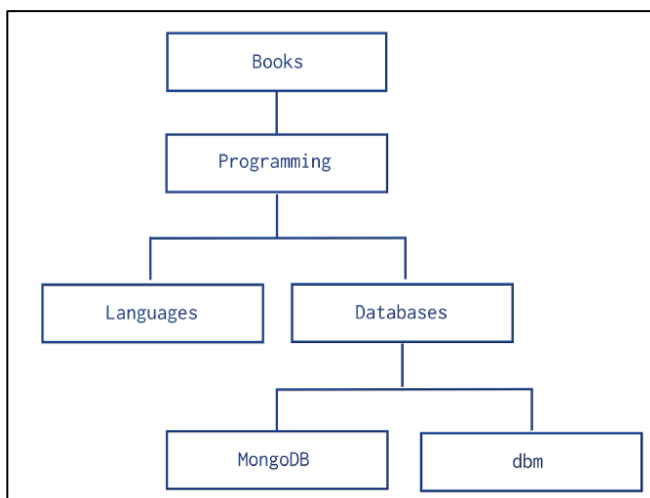 Books
Programming
Languages
Databases
MongoDB
dbm